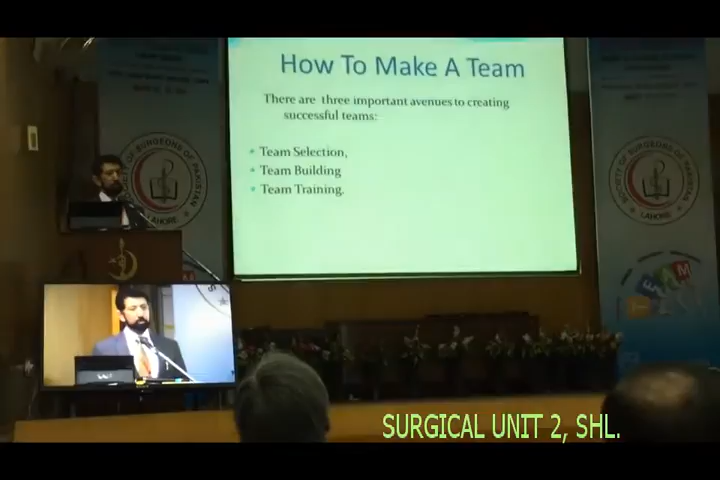 How To Make A Team
There are three important avenues to creating
successful teams:
Team Selection,
Team Building
Team Training.
SOCIETY OF SURGEONS OF PAKISTAN
LAHORE
SOCIETY OF SURGEONS OF PAKISTAN
LAHORE
TEAM
SURGICAL UNIT 2, SHL.